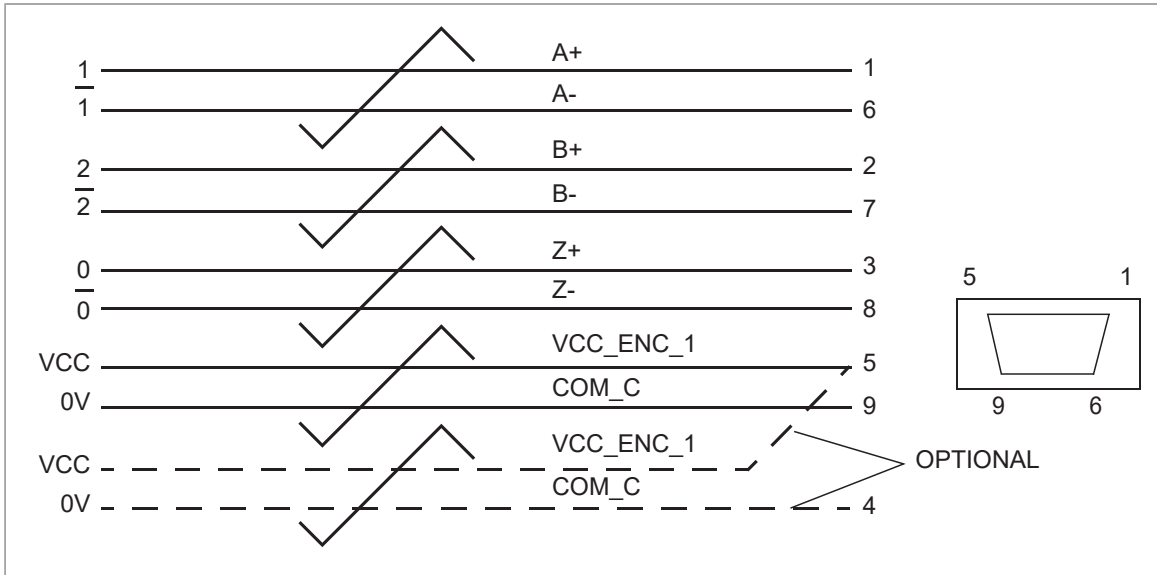 A+
1 1
A-
1 6
B+
2 2
B-
2 7
Z+
0 3
Z-
0 8
5 1
VCC_ENC_1
VCC 5
COM_C
0V 9
9 6
VCC_ENC_1
VCC
OPTIONAL
COM_C
0V 4